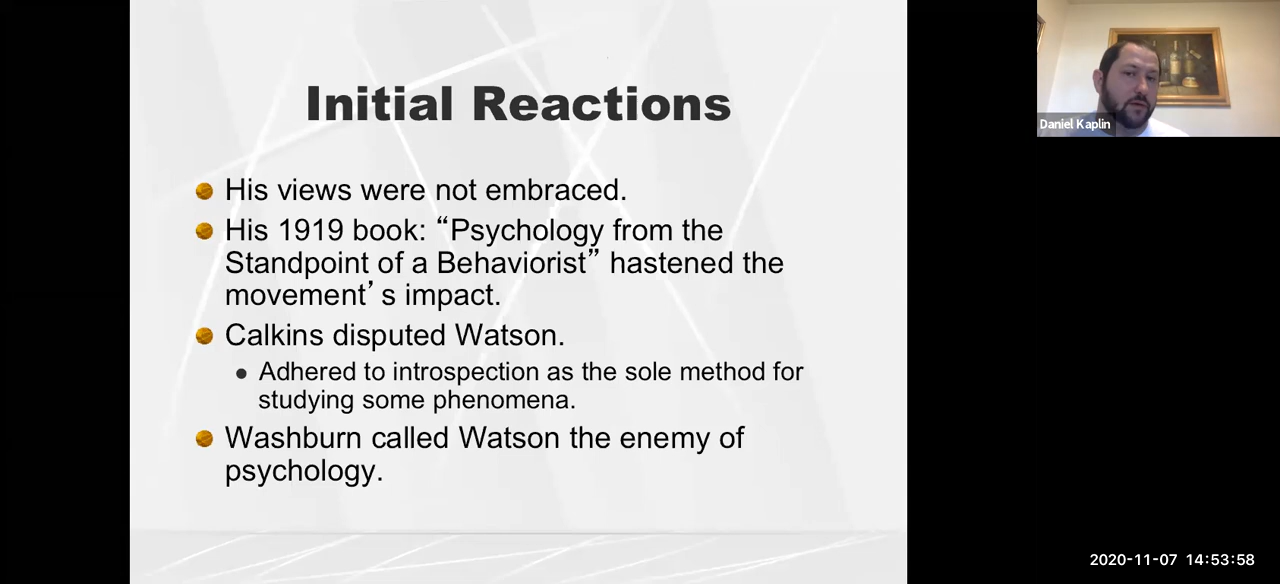 Initial Reactions
His views were not embraced.
His 1919 book: “Psychology from the
Standpoint of a Behaviorist” hastened the
movement’s impact.
Calkins disputed Watson.
Adhered to introspection as the sole method for
studying some phenomena.
Washburn called Watson the enemy of
psychology.
Daniel Kaplin
2020-11-07 14:53:58